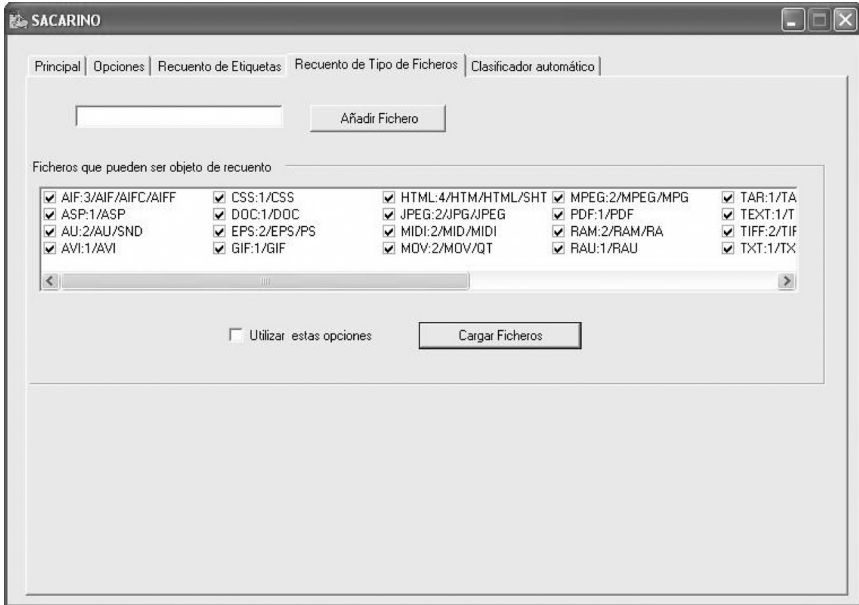 SACARINO
Principal Opciones Recuento de Etiquetas Recuento de Tipo de Ficheros Clasificador automático
Añadir Fichero
Ficheros que pueden ser objeto de recuento
AIF:3/AIF/AIFC/AIFF CSS:1/CSS HTML:4/HTM/HTML/SHT MPEG:2/MPEG/MPG TAR:1/TA
ASP:1/ASP DOC:1/DOC JPEG:2/JPG/JPEG PDF:1/PDF TEXT:1/T
AU:2/AU/SND EPS:2/EPS/PS MIDI:2/MID/MIDI RAM:2/RAM/RA TIFF:2/TIF
AVI:1/AVI GIF:1/GIF MOV:2/MOV/QT RAU:1/RAU TXT:1/TX
Utilizar estas opciones Cargar Ficheros